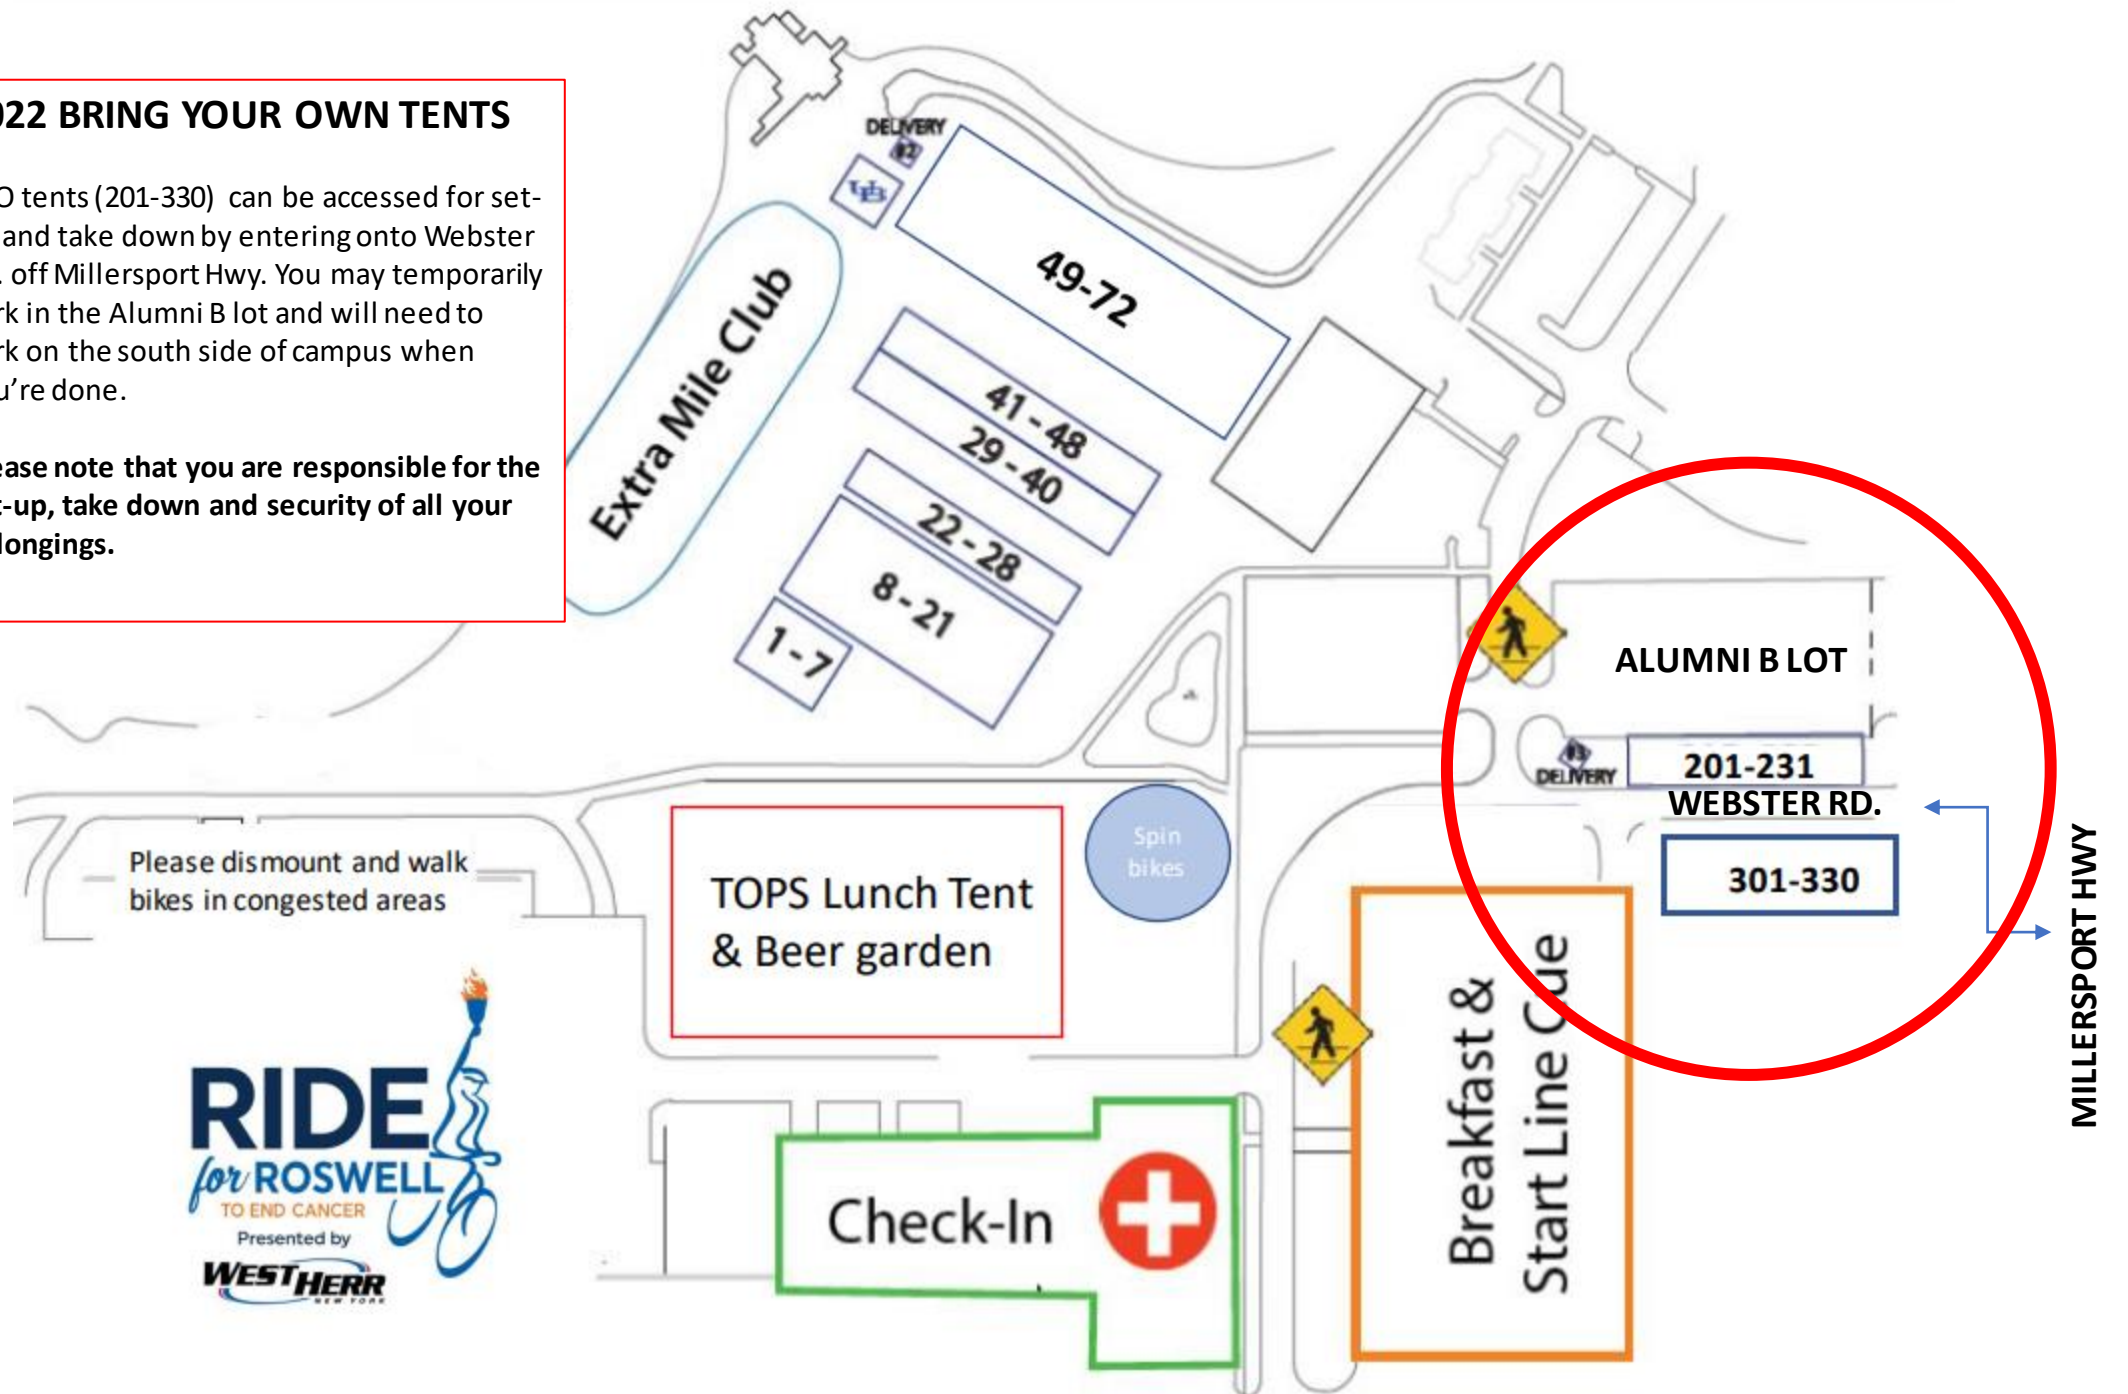 022 BRING YOUR OWN TENTS
O tents (201-330) can be accessed for set-
and take down by entering onto Webster
. off Millersport Hwy. You may temporarily
rk in the Alumni B lot and will need to
rk on the south side of campus when
u’re done.
ease note that you are responsible for the
t-up, take down and security of all your
longings.
DELIVERY
#2
UB
49-72
Extra Mile Club
41 - 48
29 - 40
22 - 28
8 - 21
1 - 7
ALUMNI B LOT
#3
DELIVERY
201-231
WEBSTER RD.
301-330
MILLERSPORT HWY
Spin
bikes
Please dismount and walk
bikes in congested areas
TOPS Lunch Tent
& Beer garden
Breakfast &
Start Line Cue
Check-In
RIDE
for ROSWELL
TO END CANCER
Presented by
WEST HERR
NEW YORK